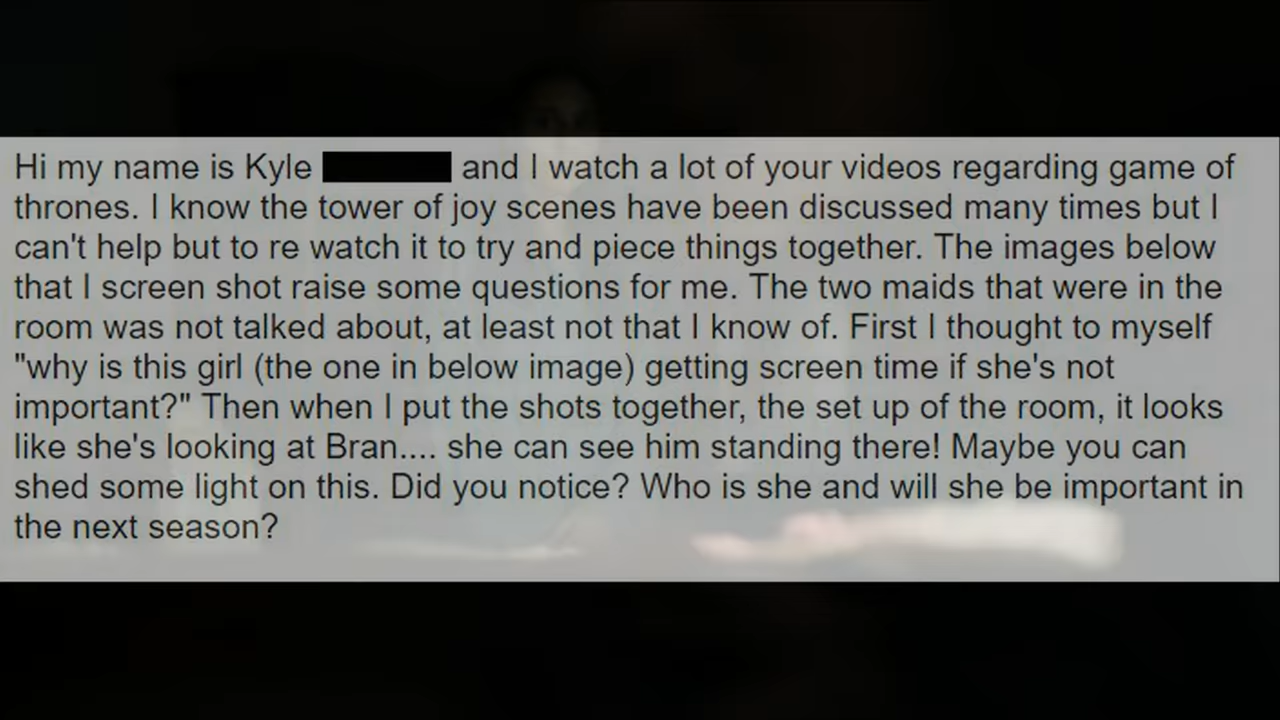 Hi my name is Kyle and I watch a lot of your videos regarding game of
thrones. I know the tower of joy scenes have been discussed many times but I
can't help but to re watch it to try and piece things together. The images below
that I screen shot raise some questions for me. The two maids that were in the
room was not talked about, at least not that I know of. First I thought to myself
"why is this girl (the one in below image) getting screen time if she's not
important?" Then when I put the shots together, the set up of the room, it looks
like she's looking at Bran.... she can see him standing there! Maybe you can
shed some light on this. Did you notice? Who is she and will she be important in
the next season?